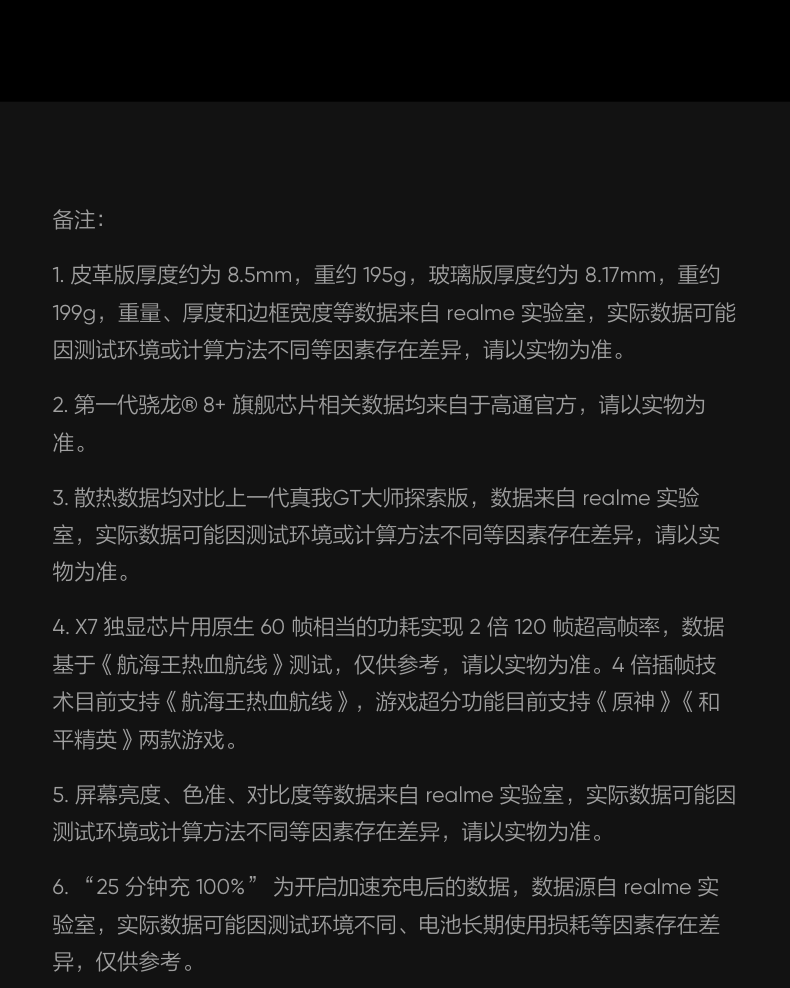 备注：
1. 皮革版厚度约为 8.5mm，重约 195g，玻璃版厚度约为 8.17mm，重约
199g，重量、厚度和边框宽度等数据来自 realme 实验室，实际数据可能
因测试环境或计算方法不同等因素存在差异，请以实物为准。
2. 第一代骁龙® 8+ 旗舰芯片相关数据均来自于高通官方，请以实物为
准。
3. 散热数据均对比上一代真我GT大师探索版，数据来自 realme 实验
室，实际数据可能因测试环境或计算方法不同等因素存在差异，请以实
物为准。
4. X7 独显芯片用原生 60 帧相当的功耗实现 2 倍 120 帧超高帧率，数据
基于《航海王热血航线》测试，仅供参考，请以实物为准。4 倍插帧技
术目前支持《航海王热血航线》，游戏超分功能目前支持《原神》《和
平精英》两款游戏。
5. 屏幕亮度、色准、对比度等数据来自 realme 实验室，实际数据可能因
测试环境或计算方法不同等因素存在差异，请以实物为准。
6. “25 分钟充 100%” 为开启加速充电后的数据，数据源自 realme 实
验室，实际数据可能因测试环境不同、电池长期使用损耗等因素存在差
异，仅供参考。